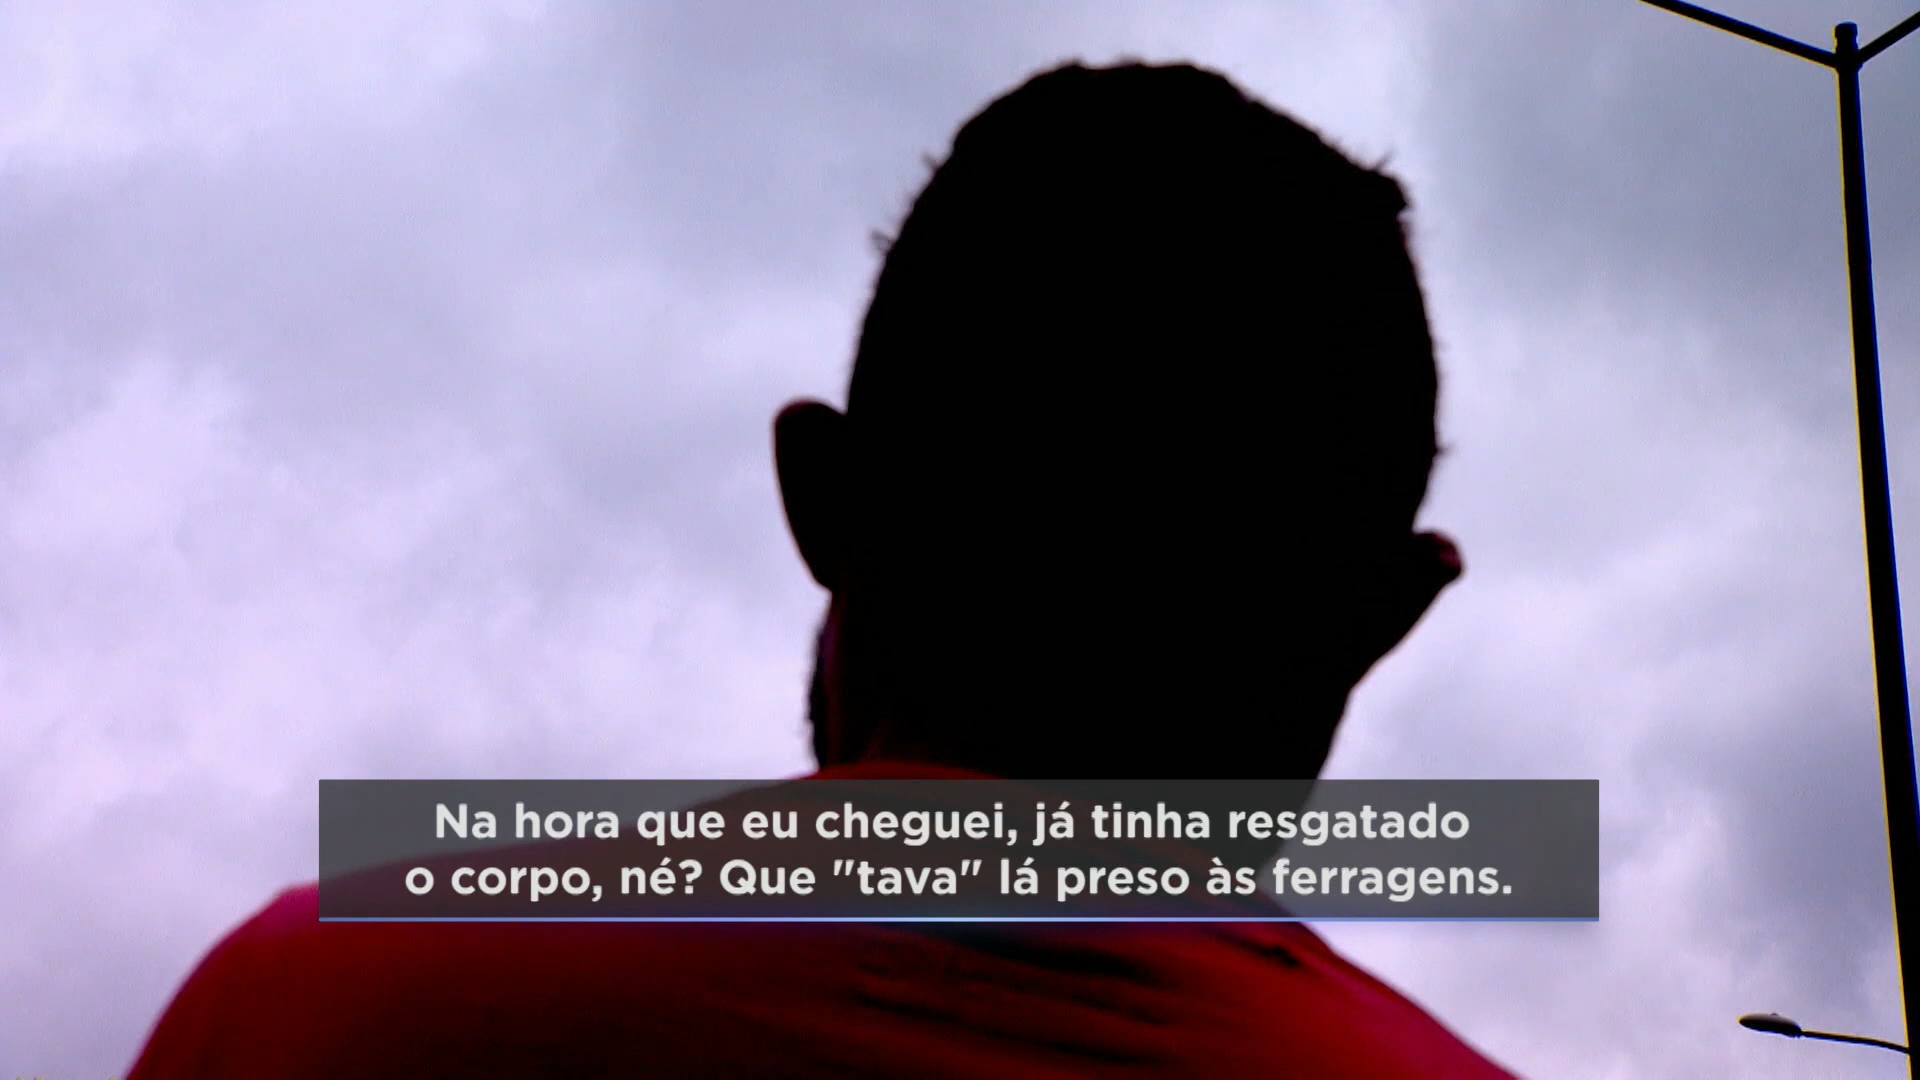 Na hora que eu cheguei, já tinha resgatado
o corpo, né? Que "tava" lá preso às ferragens.